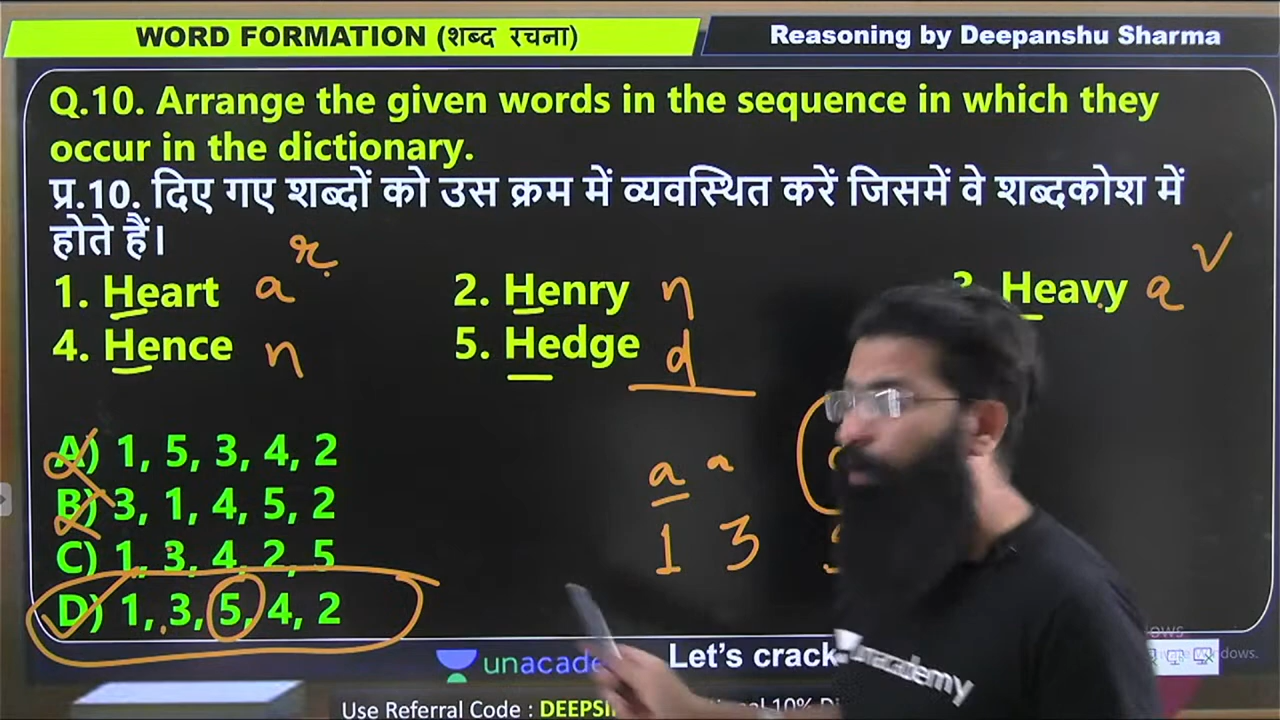 WORD FORMATION (शब्द रचना)
Reasoning by Deepanshu Sharma
Q.10. Arrange the given words in the sequence in which they
occur in the dictionary.
प्र.10. दिए गए शब्दों को उस क्रम में व्यवस्थित करें जिसमें वे शब्दकोश में
होते हैं।
1. Heart a r
2. Henry n
Heavy a v
4. Hence n
5. Hedge d
A) 1, 5, 3, 4, 2
B) 3, 1, 4, 5, 2
C) 1, 3, 4, 2, 5
D) 1, 3, 5, 4, 2
a a
1 3
Let's crack
unacademy
Use Referral Code :
10%